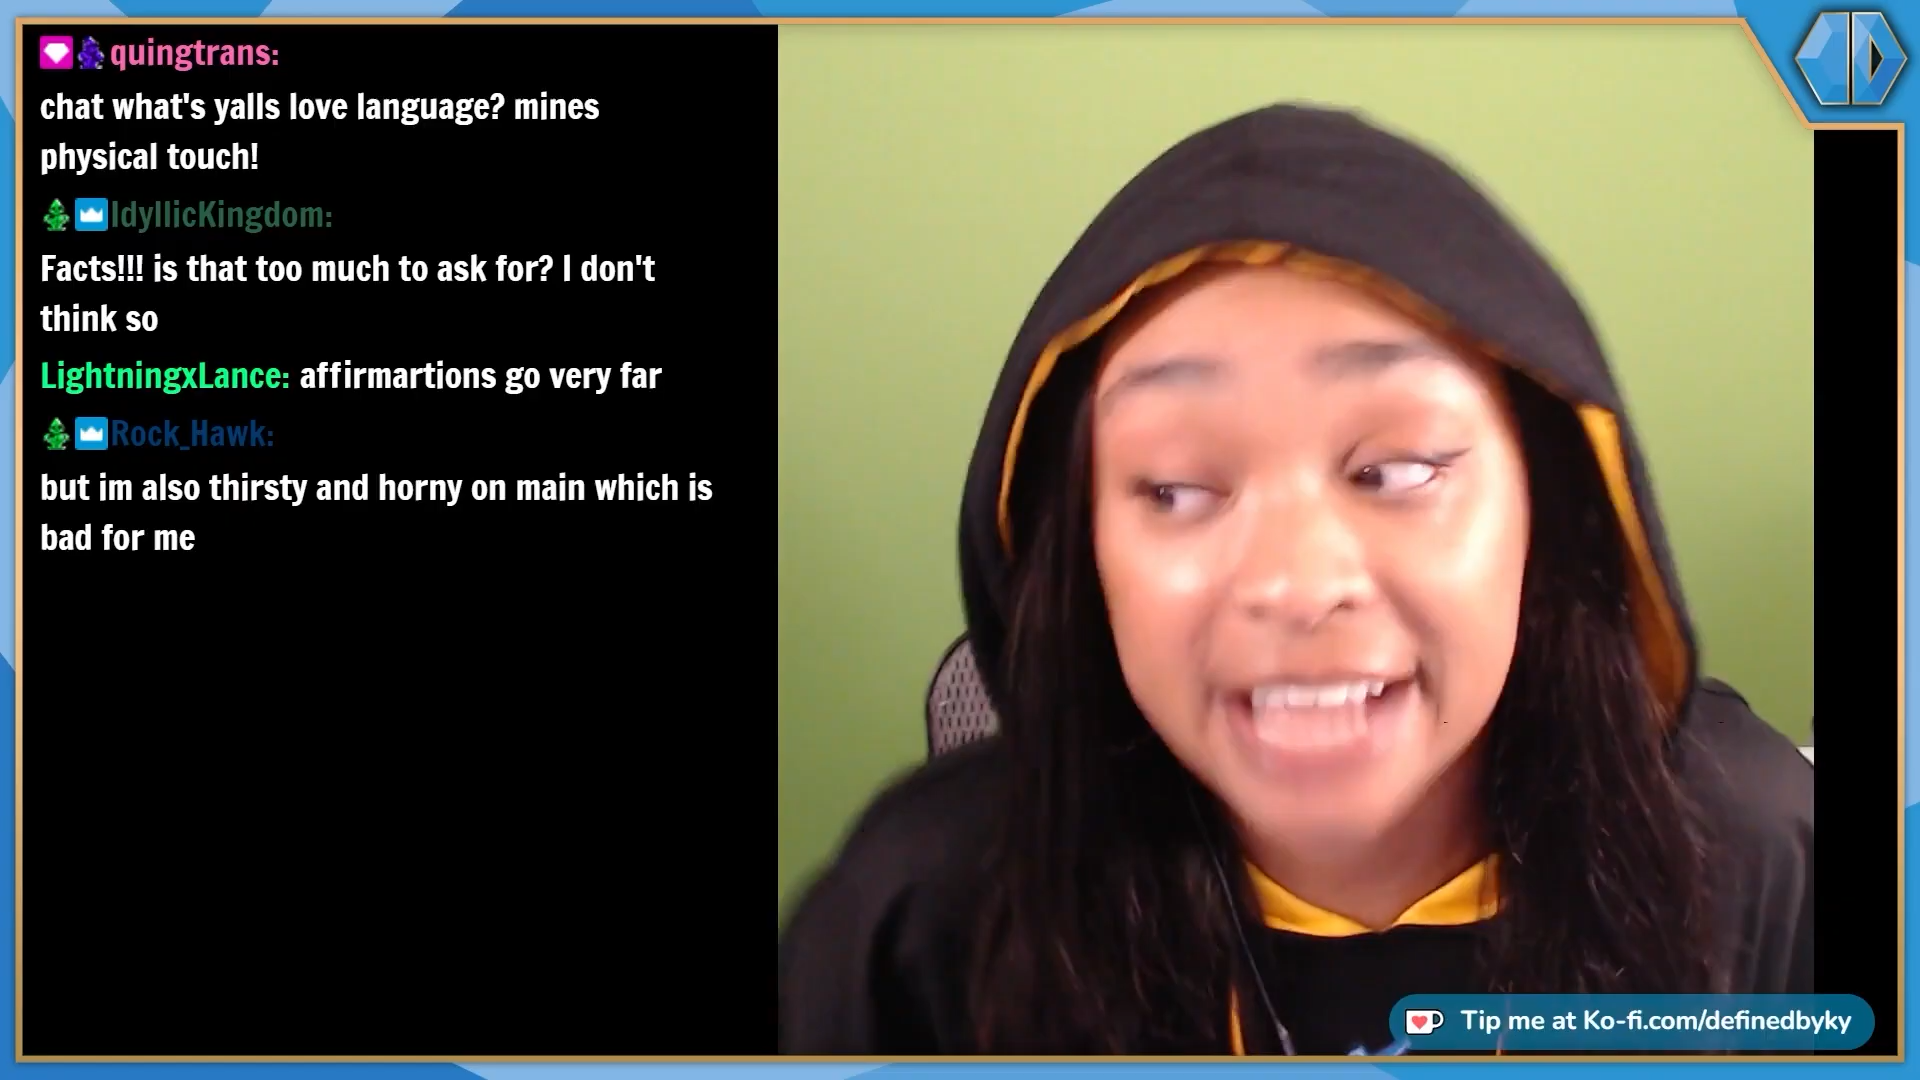 quingtrans:
chat what's yalls love language? mines
physical touch!
IdyllicKingdom:
Facts!!! is that too much to ask for? I don't
think so
LightningxLance: affirmartions go very far
Rock_Hawk:
but im also thirsty and horny on main which is
bad for me
Tip me at Ko-fi.com/definedbyky